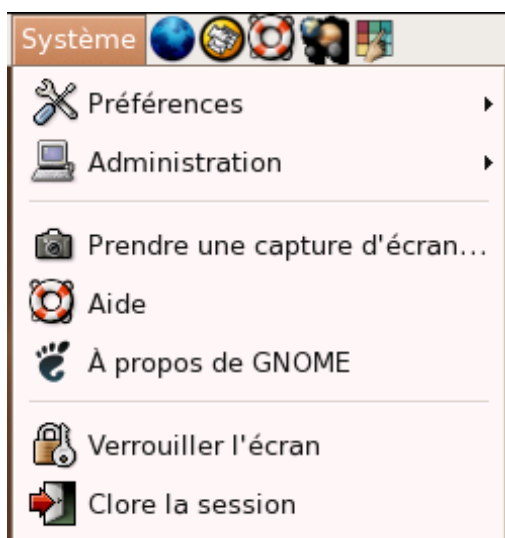 Système
Préférences
Administration
Prendre une capture d'écran...
Aide
À propos de GNOME
Verrouiller l'écran
Clore la session